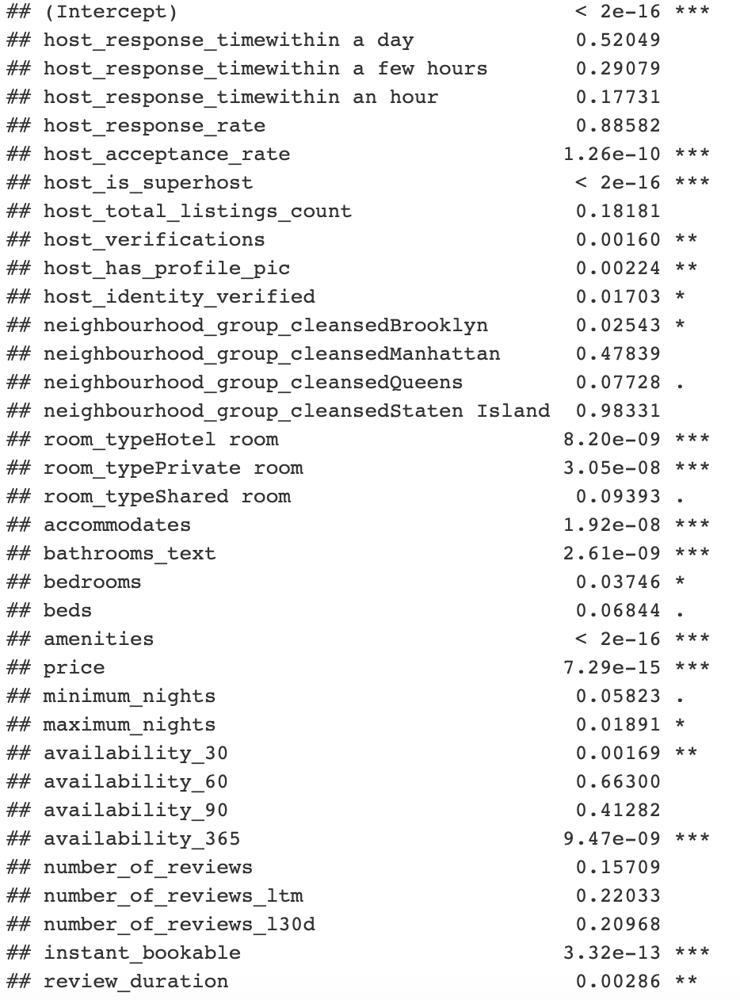 ## (Intercept) < 2e-16 ***
## host_response_timewithin a day 0.52049
## host_response_timewithin a few hours 0.29079
## host_response_timewithin an hour 0.17731
## host_response_rate 0.88582
## host_acceptance_rate 1.26e-10 ***
## host_is_superhost < 2e-16 ***
## host_total_listings_count 0.18181
## host_verifications 0.00160 **
## host_has_profile_pic 0.00224 **
## host_identity_verified 0.01703 *
## neighbourhood_group_cleansedBrooklyn 0.02543 *
## neighbourhood_group_cleansedManhattan 0.47839
## neighbourhood_group_cleansedQueens 0.07728 .
## neighbourhood_group_cleansedStaten Island 0.98331
## room_typeHotel room 8.20e-09 ***
## room_typePrivate room 3.05e-08 ***
## room_typeShared room 0.09393 .
## accommodates 1.92e-08 ***
## bathrooms_text 2.61e-09 ***
## bedrooms 0.03746 *
## beds 0.06844 .
## amenities < 2e-16 ***
## price 7.29e-15 ***
## minimum_nights 0.05823 .
## maximum_nights 0.01891 *
## availability_30 0.00169 **
## availability_60 0.66300
## availability_90 0.41282
## availability_365 9.47e-09 ***
## number_of_reviews 0.15709
## number_of_reviews_ltm 0.22033
## number_of_reviews_l30d 0.20968
## instant_bookable 3.32e-13 ***
## review_duration 0.00286 **